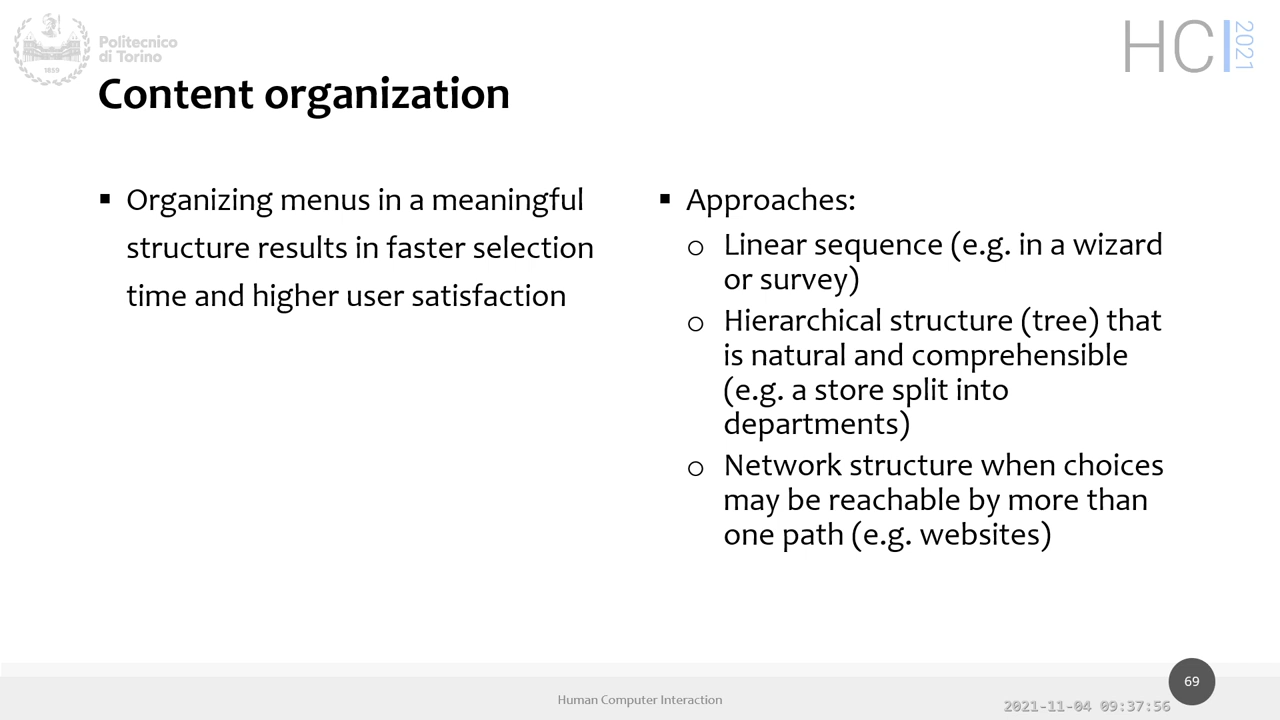 Politecnico
di Torino
1859
HCI
2021
Content organization
▪ Organizing menus in a meaningful
structure results in faster selection
time and higher user satisfaction
▪ Approaches:
o Linear sequence (e.g. in a wizard
or survey)
o Hierarchical structure (tree) that
is natural and comprehensible
(e.g. a store split into
departments)
o Network structure when choices
may be reachable by more than
one path (e.g. websites)
69
Human Computer Interaction
2021-11-04 09:37:56